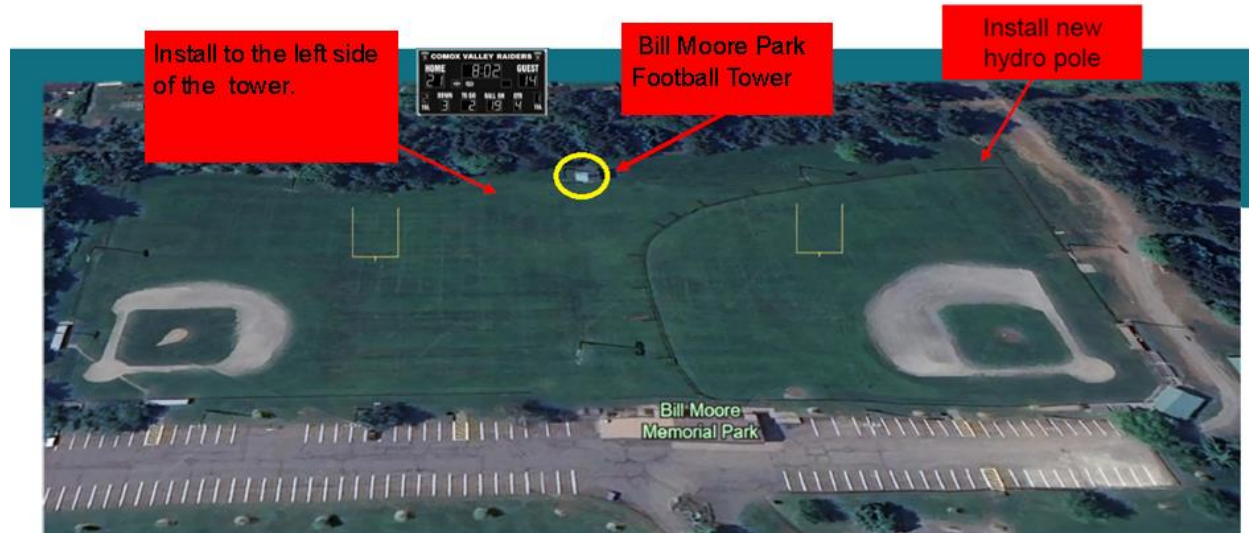 Install to the left side
of the tower.
COMOX VALLEY RAIDERS
HOME 8:02 GUEST
21 14
DOWN TO GO BALL ON QTR
3 2 19 4
Bill Moore Park
Football Tower
Install new
hydro pole
Bill Moore
Memorial Park